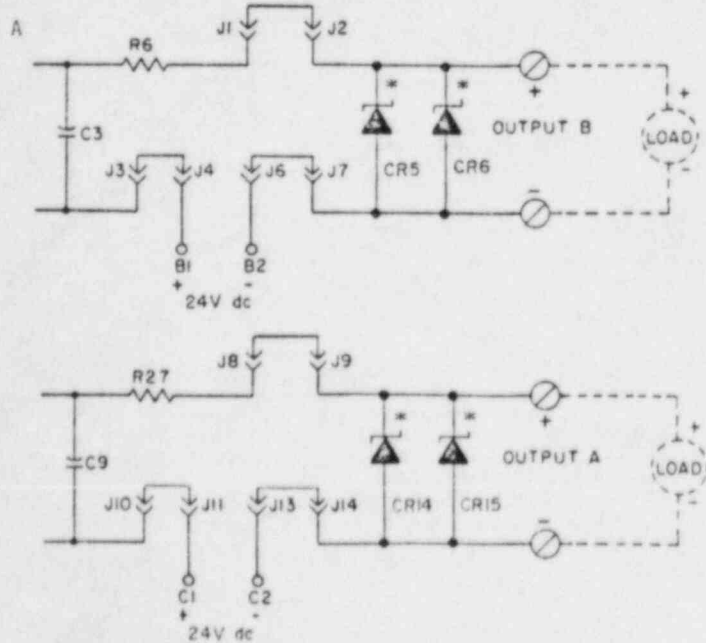 A
J1 J2
R6
*
*
+
+
OUTPUT B
LOAD
C3
-
J3 J4 J6 J7
CR5
CR6
-
B1 B2
+ 24V dc -
J8 J9
R27
*
*
+
+
OUTPUT A
LOAD
C9
-
J10 J11 J13 J14
CR14 CR15
-
C1 C2
+ 24V dc -